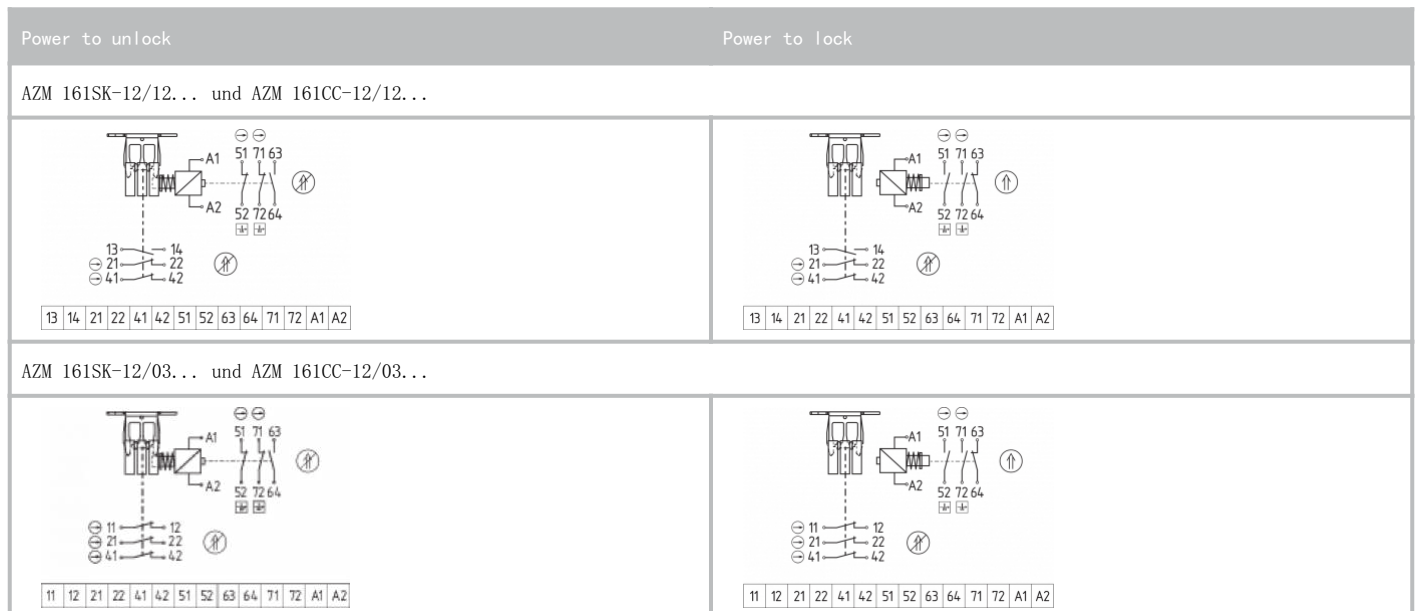 Power to unlock Power to lock
AZM 161SK-12/12... und AZM 161CC-12/12...
A1 51 71 63
A2 52 72 64
13 14
21 22
41 42
13 14 21 22 41 42 51 52 63 64 71 72 A1 A2
A1 51 71 63
A2 52 72 64
13 14
21 22
41 42
13 14 21 22 41 42 51 52 63 64 71 72 A1 A2
AZM 161SK-12/03... und AZM 161CC-12/03...
A1 51 71 63
A2 52 72 64
11 12
21 22
41 42
11 12 21 22 41 42 51 52 63 64 71 72 A1 A2
A1 51 71 63
A2 52 72 64
11 12
21 22
41 42
11 12 21 22 41 42 51 52 63 64 71 72 A1 A2